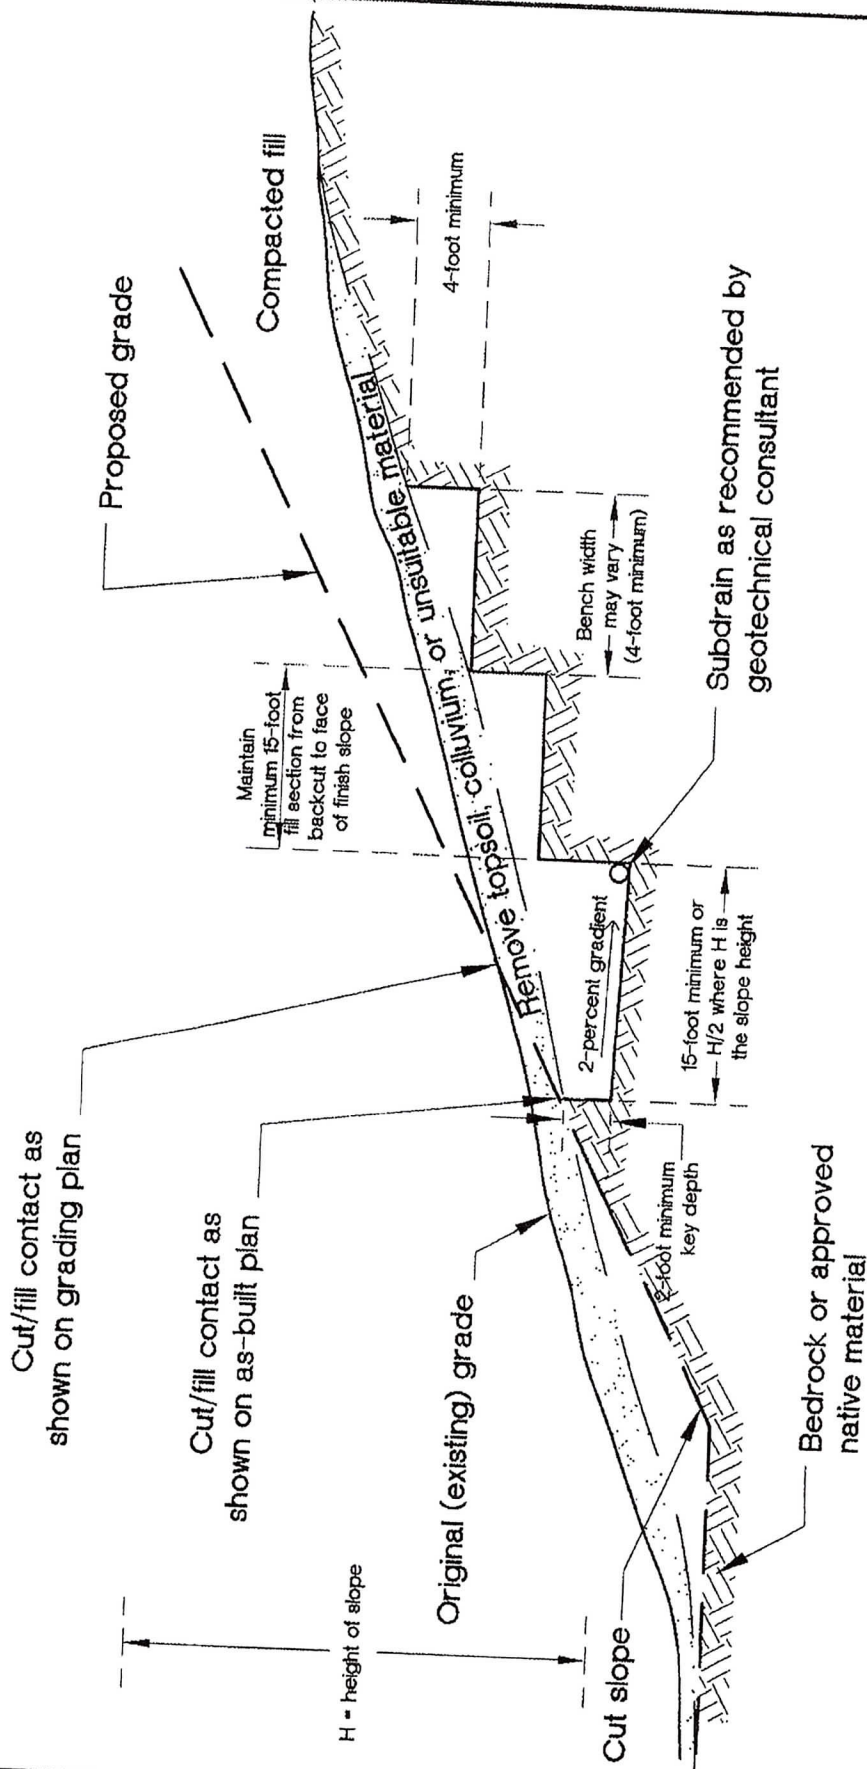 Cut/fill contact as
shown on grading plan
Proposed grade
Maintain
minimum 15-foot
fill section from
backcut to face
of finish slope
Compacted fill
Cut/fill contact as
shown on as-built plan
H = height of slope
Original (existing) grade
Remove topsoil, colluvium, or unsuitable material
4-foot minimum
Bench width
may vary
(4-foot minimum)
2-percent gradient
Cut slope
2-foot minimum
key depth
15-foot minimum or
H/2 where H is
the slope height
Subdrain as recommended by
geotechnical consultant
Bedrock or approved
native material